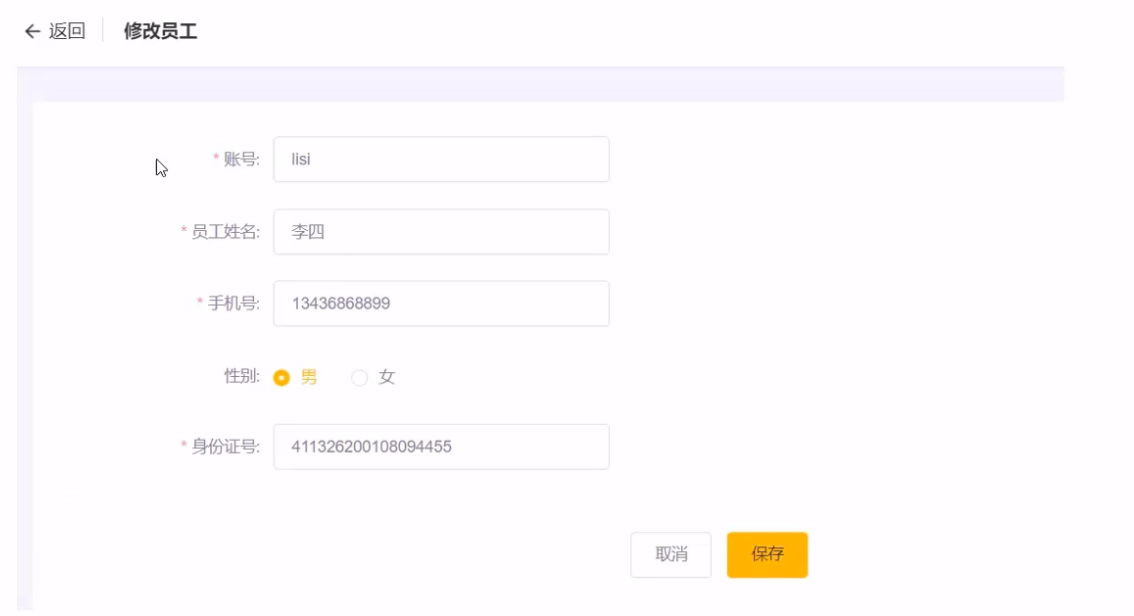 ← 返回 修改员工
* 账号: lisi
* 员工姓名: 李四
* 手机号: 13436868899
性别: 男 女
* 身份证号: 411326200108094455
取消 保存